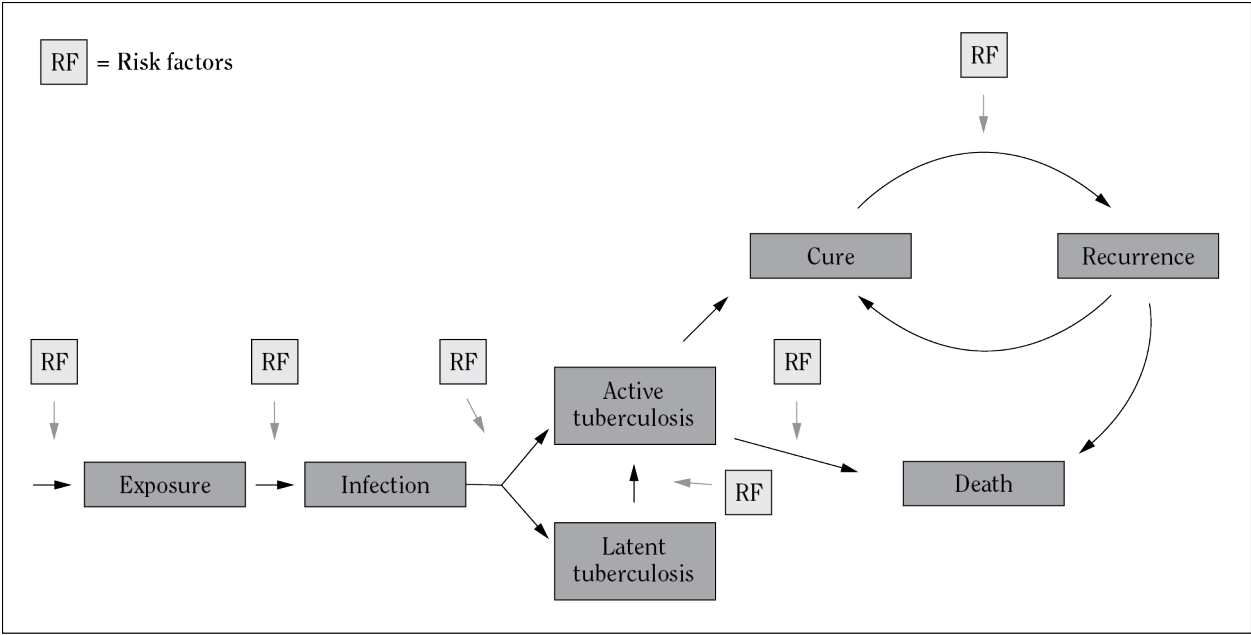 RF = Risk factors
RF
Cure
Recurrence
RF
RF
RF
RF
Active
tuberculosis
Exposure
Infection
Death
RF
Latent
tuberculosis